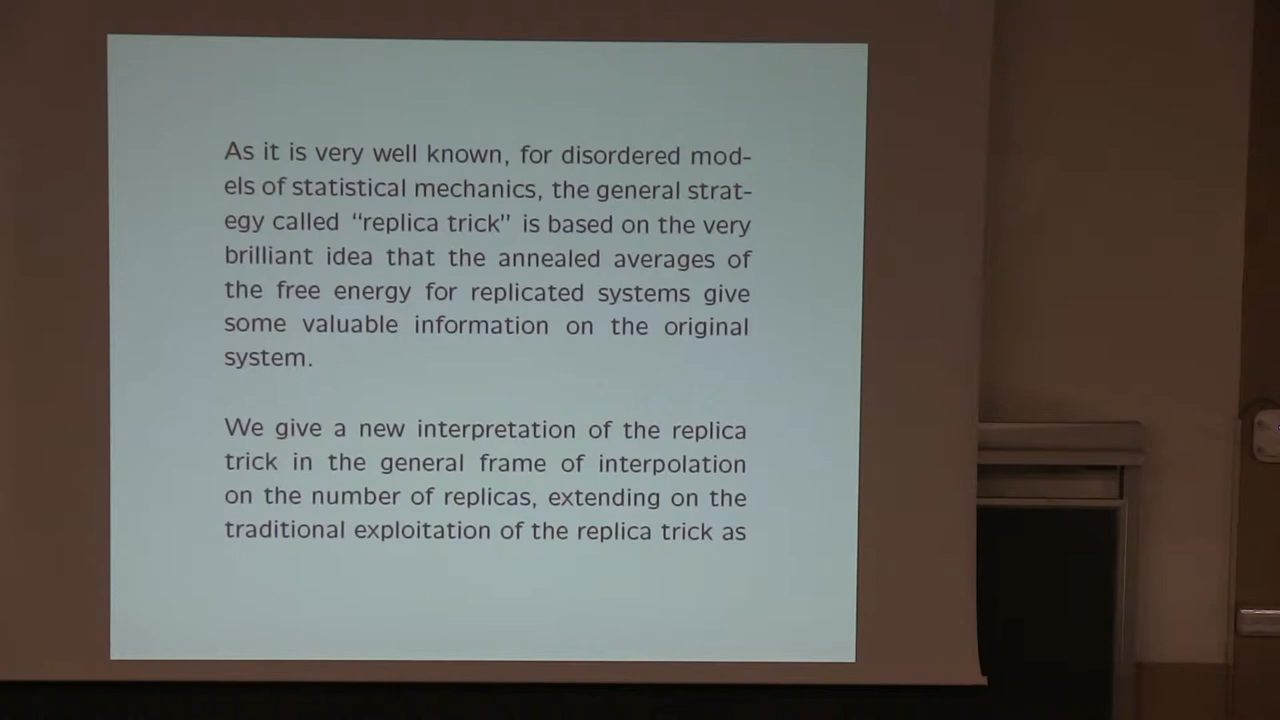 As it is very well known, for disordered mod-
els of statistical mechanics, the general strat-
egy called “replica trick” is based on the very
brilliant idea that the annealed averages of
the free energy for replicated systems give
some valuable information on the original
system.
We give a new interpretation of the replica
trick in the general frame of interpolation
on the number of replicas, extending on the
traditional exploitation of the replica trick as